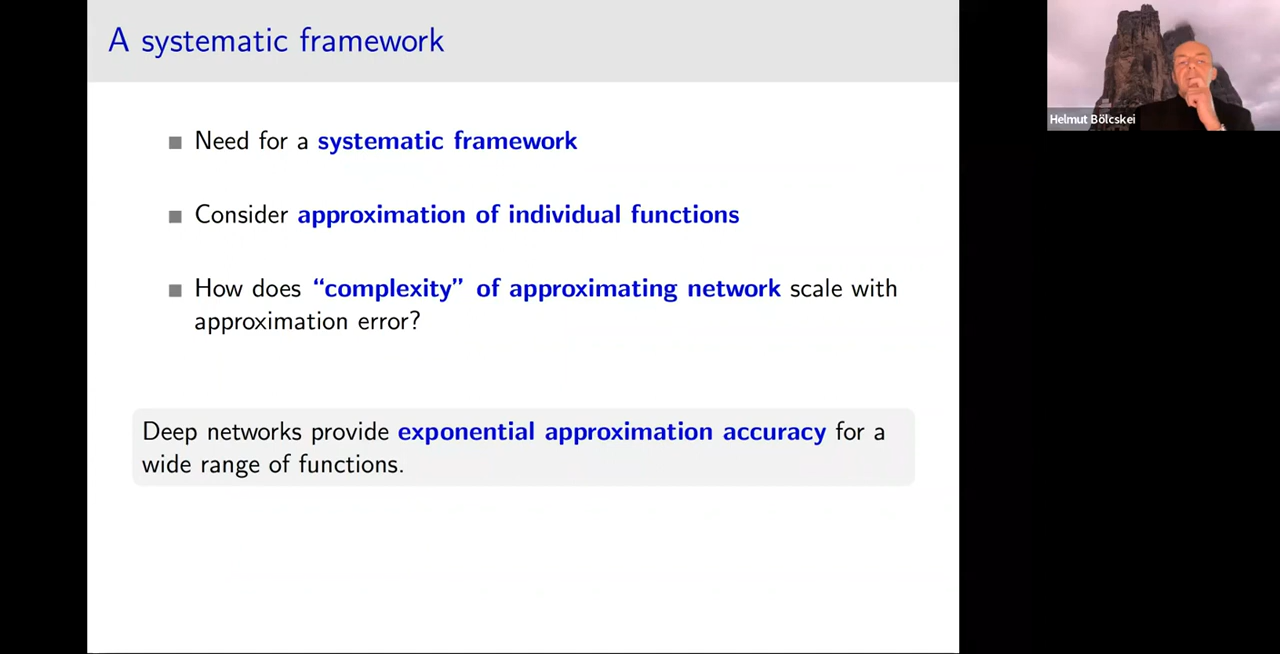 A systematic framework
Helmut Bölcskei
Need for a systematic framework
Consider approximation of individual functions
How does “complexity” of approximating network scale with
approximation error?
Deep networks provide exponential approximation accuracy for a
wide range of functions.